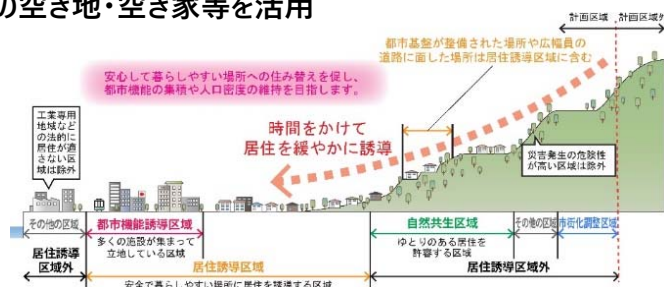 の空き地・空き家等を活用
計画区域
計画区域外
都市基盤が整備された場所や広幅員の
道路に面した場所は居住誘導区域に含む
安心して暮らしやすい場所への住み替えを促し、
都市機能の集積や人口密度の維持を目指します。
工業専用
地域など
の法的に
居住が適
さない区
域は除外
時間をかけて
居住を緩やかに誘導
災害発生の危険性
が高い区域は除外
その他の区域
都市機能誘導区域
自然共生区域
その他の区域
市街化調整区域
多くの施設が集まって
立地している区域
ゆとりのある居住を
許容する区域
居住誘導
区域外
居住誘導区域
居住誘導区域外
安全で暮らしやすい場所に居住を誘導する区域